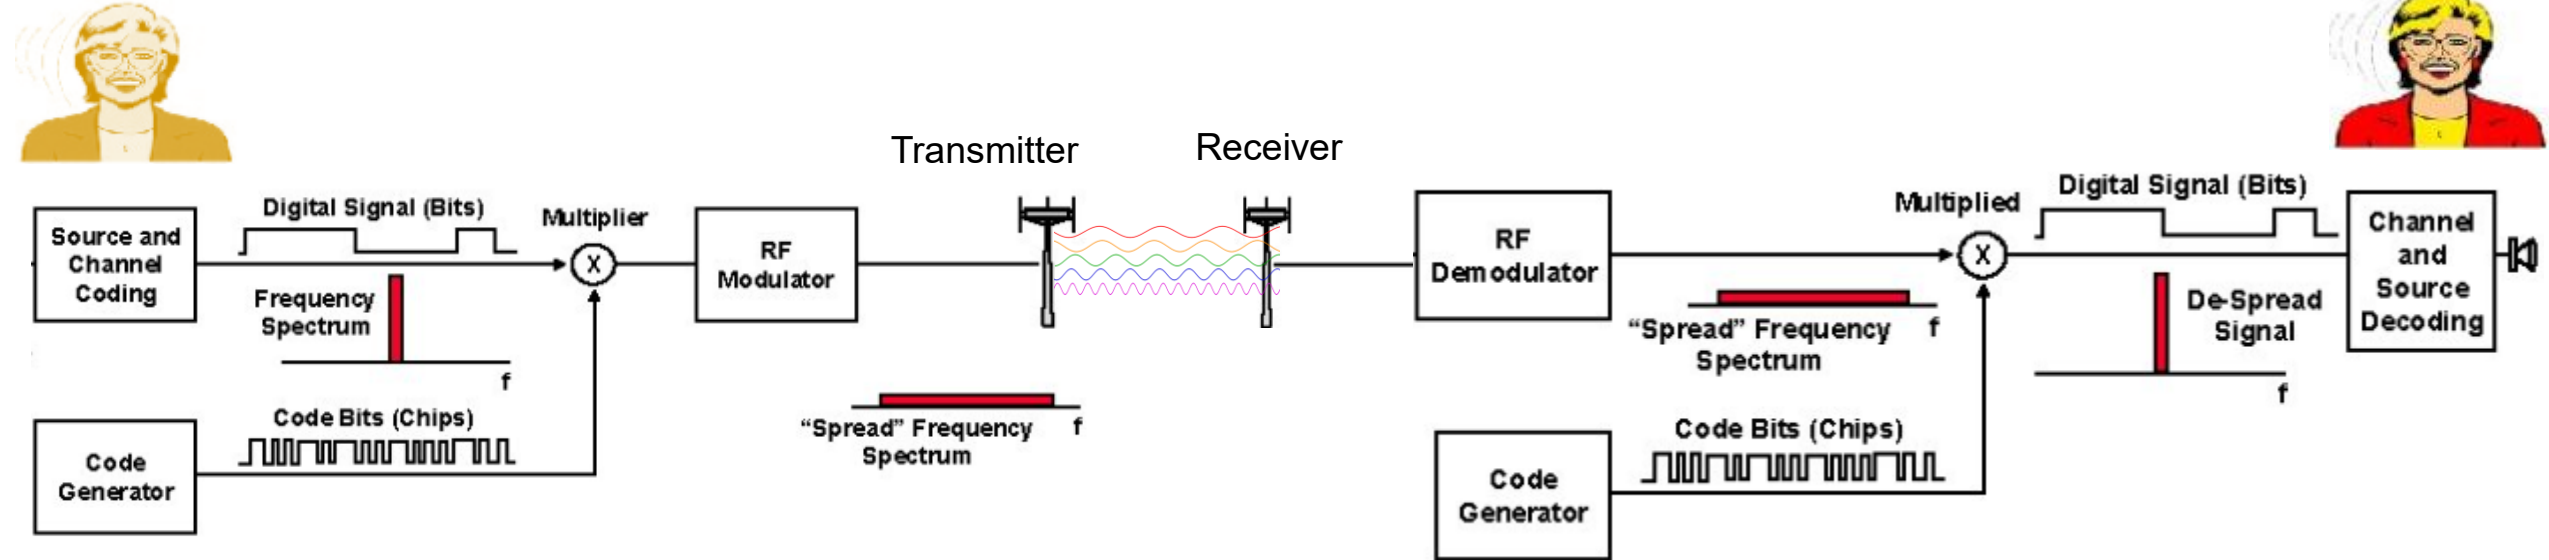 Transmitter
Receiver
Source and
Channel
Coding
Digital Signal (Bits)
Frequency
Spectrum
f
Multiplier
X
Code
Generator
Code Bits (Chips)
RF
Modulator
“Spread” Frequency
Spectrum
f
RF
Demodulator
“Spread” Frequency
Spectrum
f
Code
Generator
Code Bits (Chips)
Multiplied
X
Digital Signal (Bits)
De-Spread
Signal
f
Channel
and
Source
Decoding